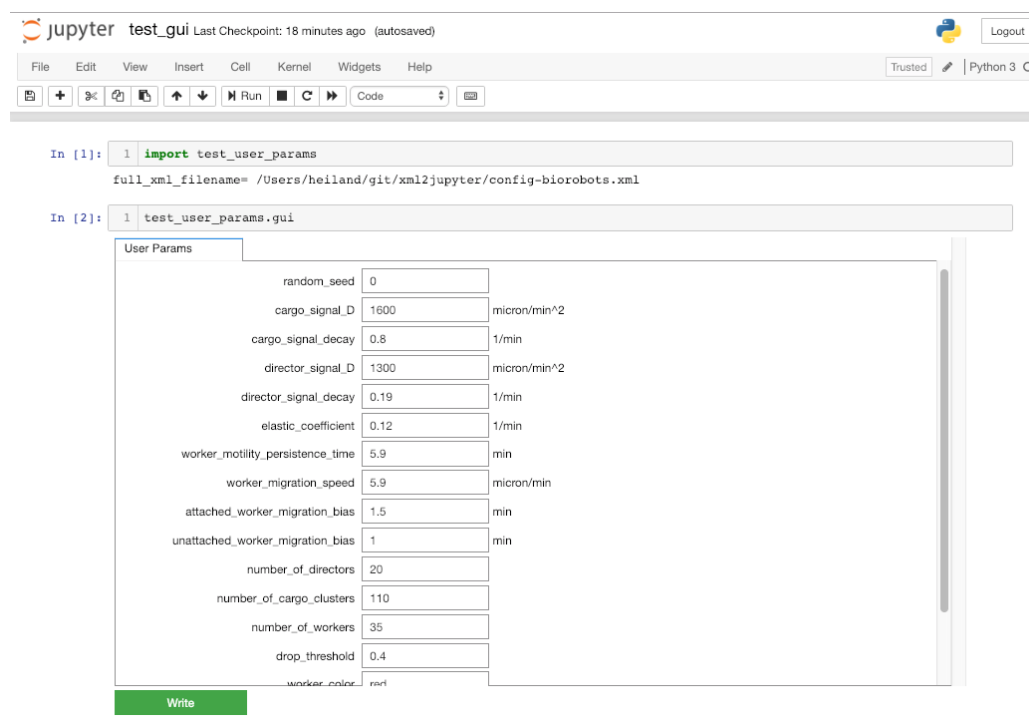 jupyter test_gui Last Checkpoint: 18 minutes ago (autosaved) Logout
File Edit View Insert Cell Kernel Widgets Help Trusted Python 3
Run Code
In [1]: 1 import test_user_params
full_xml_filename= /Users/heiland/git/xml2jupyter/config-biorobots.xml
In [2]: 1 test_user_params.gui
User Params
random_seed 0
cargo_signal_D 1600 micron/min^2
cargo_signal_decay 0.8 1/min
director_signal_D 1300 micron/min^2
director_signal_decay 0.19 1/min
elastic_coefficient 0.12 1/min
worker_motility_persistence_time 5.9 min
worker_migration_speed 5.9 micron/min
attached_worker_migration_bias 1.5 min
unattached_worker_migration_bias 1 min
number_of_directors 20
number_of_cargo_clusters 110
number_of_workers 35
drop_threshold 0.4
worker_color red
Write